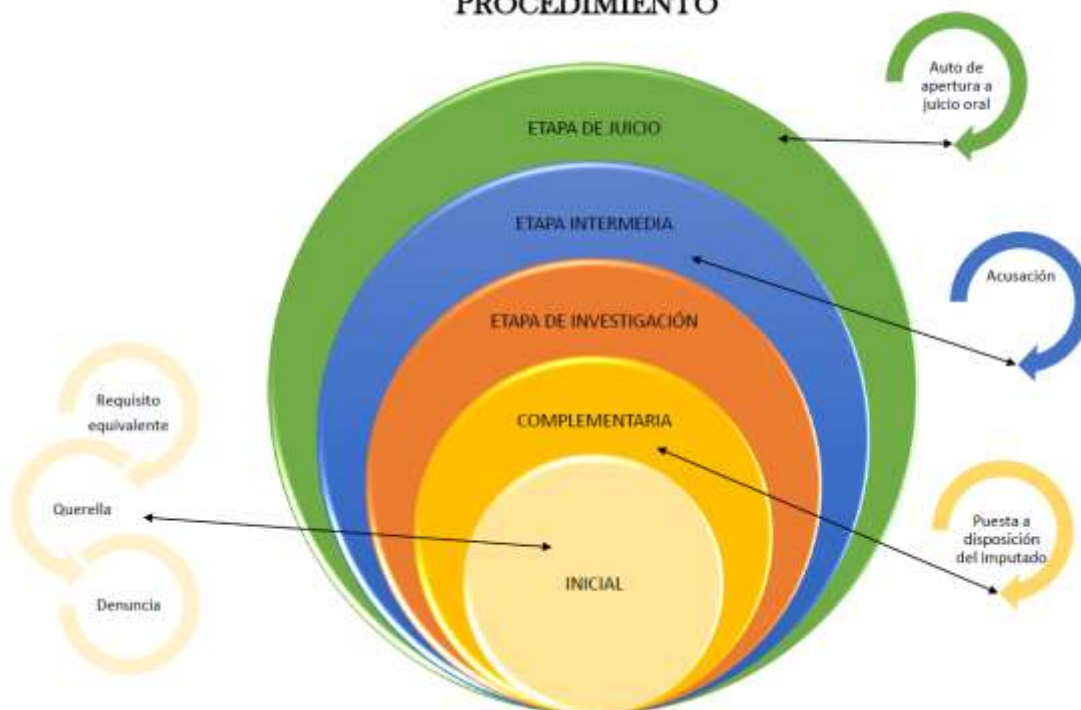 PROCEDIMIENTO
Auto de
apertura a
juicio oral
ETAPA DE JUICIO
ETAPA INTERMEDIA
Acusación
ETAPA DE INVESTIGACIÓN
Requisito
equivalente
COMPLEMENTARIA
Querella
Puesta a
disposición
del Imputado
INICIAL
Denuncia